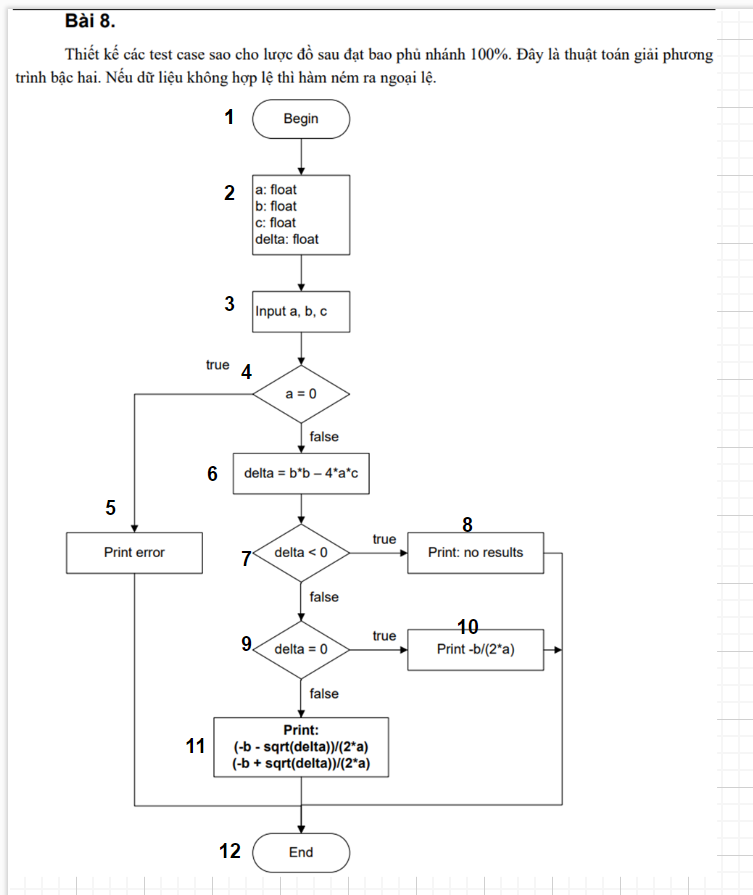 Bài 8.
Thiết kế các test case sao cho lược đồ sau đạt bao phủ nhánh 100%. Đây là thuật toán giải phương
trình bậc hai. Nếu dữ liệu không hợp lệ thì hàm ném ra ngoại lệ.
1
Begin
2
a: float
b: float
c: float
delta: float
3
Input a, b, c
true
4
a = 0
false
6
delta = b*b – 4*a*c
5
Print error
7
delta < 0
true
8
Print: no results
false
9
delta = 0
true
10
Print -b/(2*a)
false
11
Print:
(-b - sqrt(delta))/(2*a)
(-b + sqrt(delta))/(2*a)
12
End